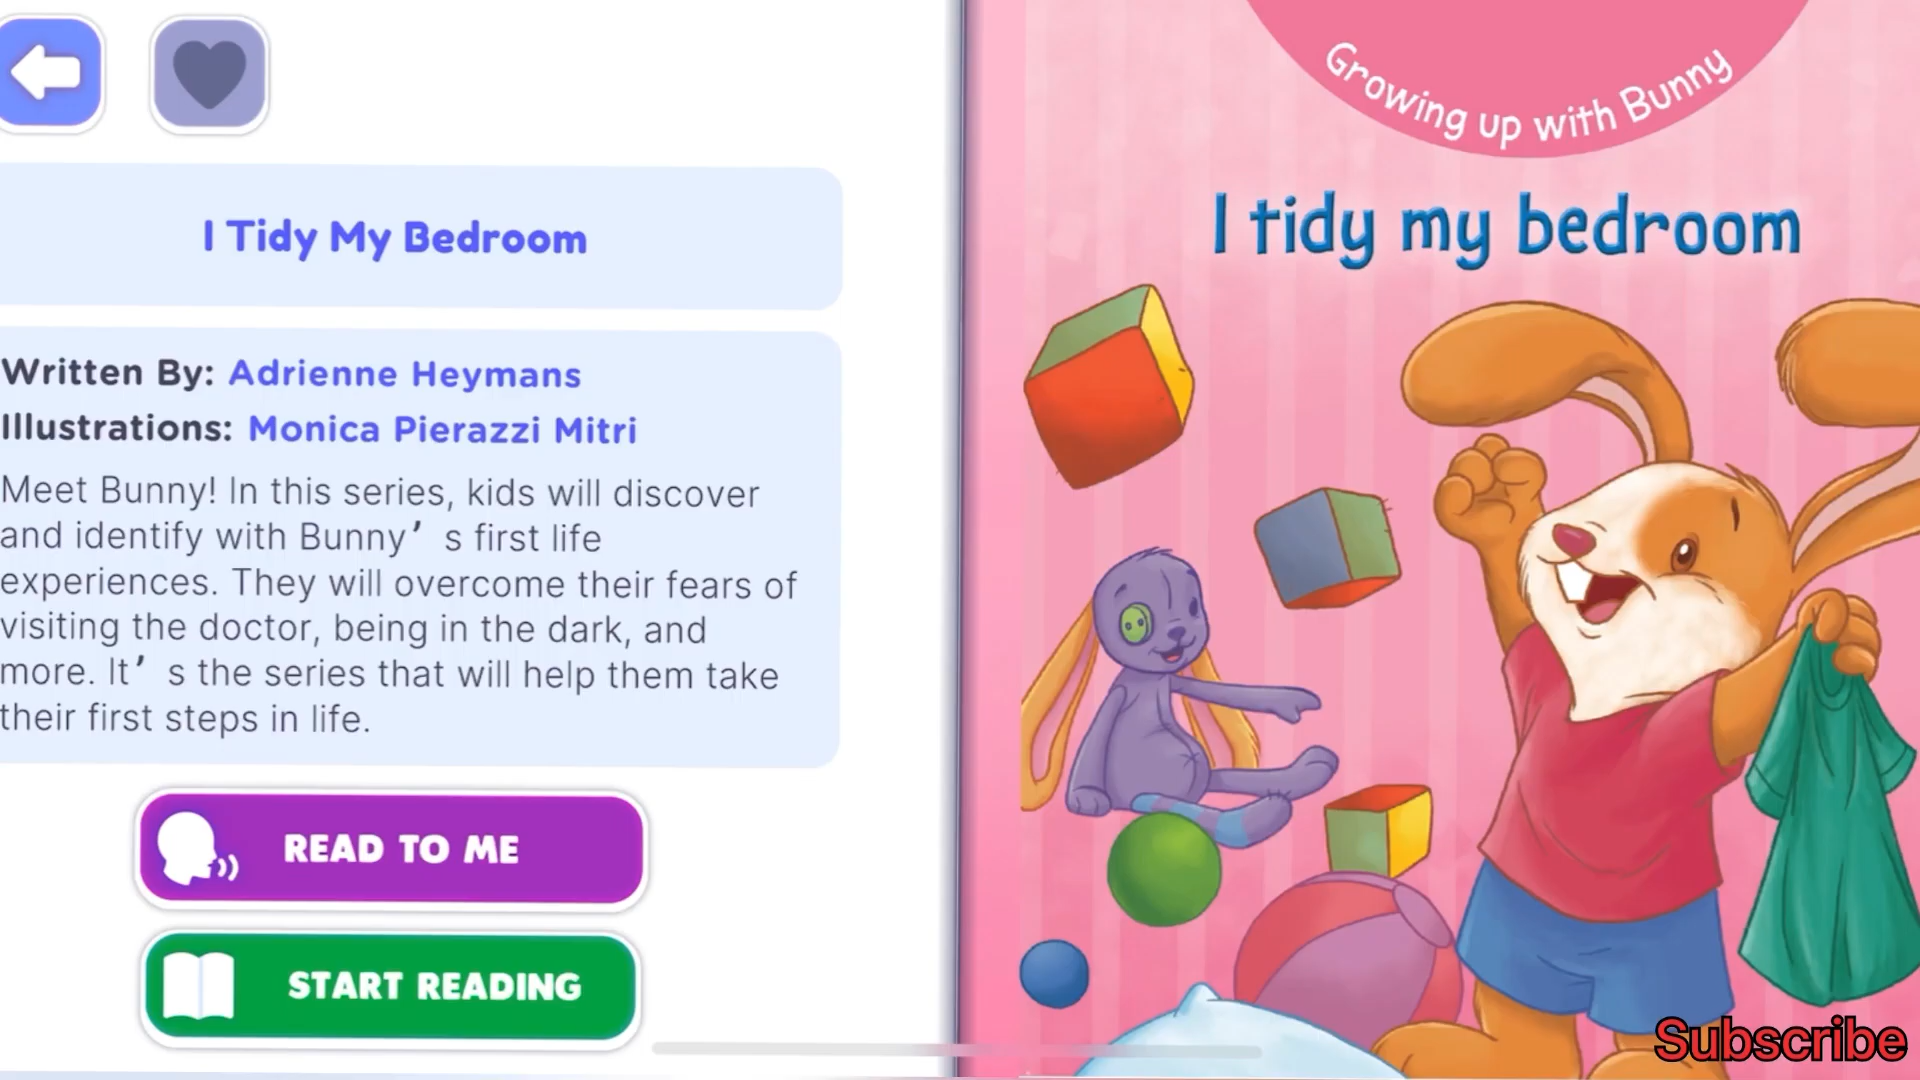 I Tidy My Bedroom
Written By: Adrienne Heymans
Illustrations: Monica Pierazzi Mitri
Meet Bunny! In this series, kids will discover
and identify with Bunny’ s first life
experiences. They will overcome their fears of
visiting the doctor, being in the dark, and
more. It’ s the series that will help them take
their first steps in life.
READ TO ME
START READING
Growing up with Bunny
I tidy my bedroom
Subscribe